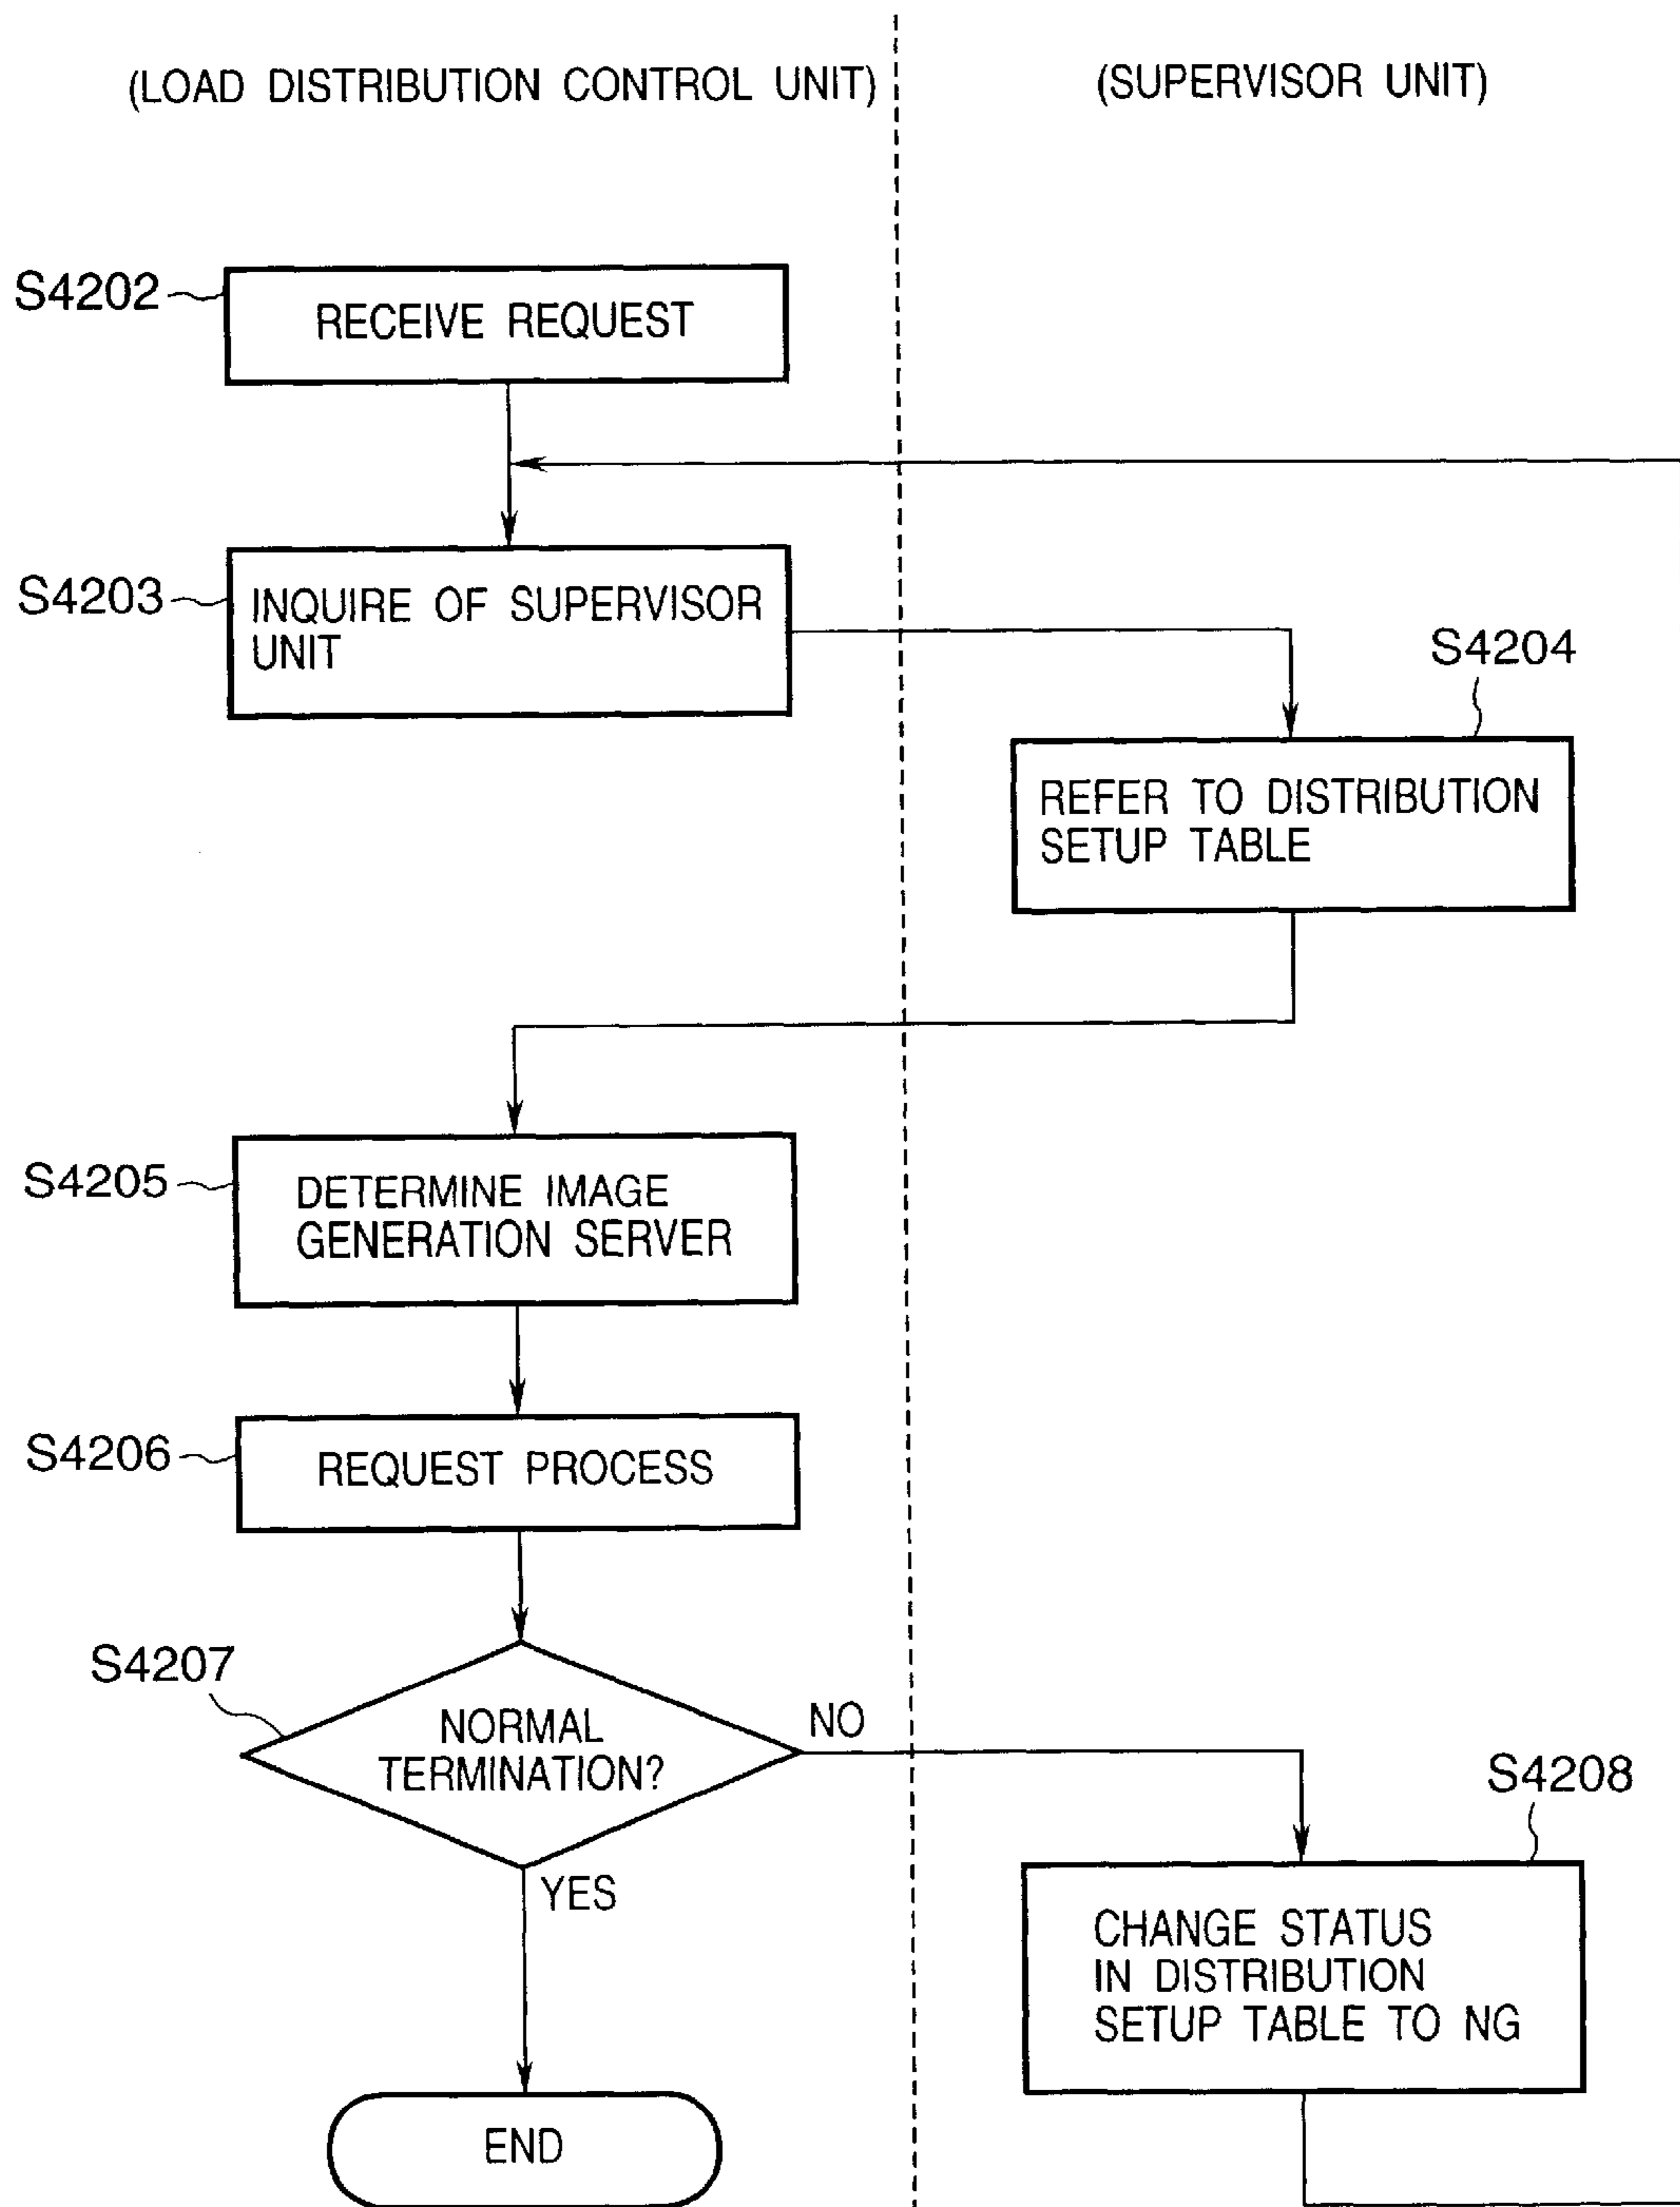 (LOAD DISTRIBUTION CONTROL UNIT)
(SUPERVISOR UNIT)
S4202
RECEIVE REQUEST
S4203
INQUIRE OF SUPERVISOR
UNIT
S4204
REFER TO DISTRIBUTION
SETUP TABLE
S4205
DETERMINE IMAGE
GENERATION SERVER
S4206
REQUEST PROCESS
S4207
NORMAL
TERMINATION?
NO
YES
S4208
CHANGE STATUS
IN DISTRIBUTION
SETUP TABLE TO NG
END